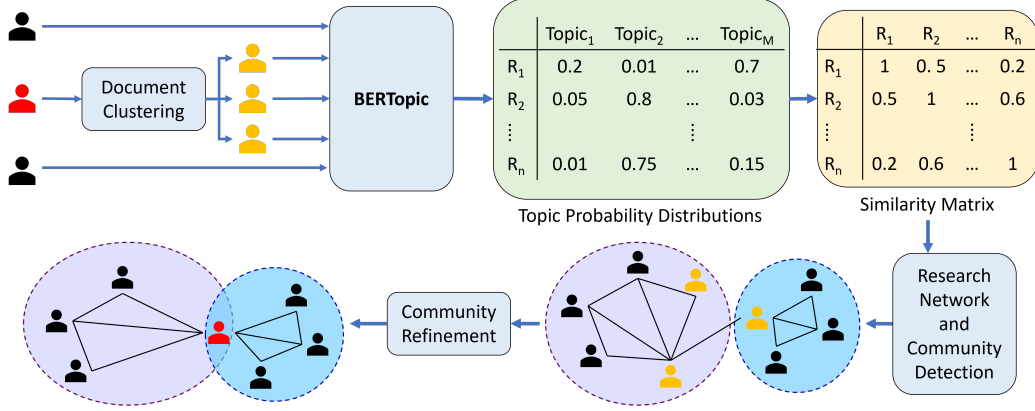 Document
Clustering
BERTopic
Topic₁ Topic₂ ... Topic_M
R₁ 0.2 0.01 ... 0.7
R₂ 0.05 0.8 ... 0.03
⋮ ⋮
Rₙ 0.01 0.75 ... 0.15
Topic Probability Distributions
R₁ R₂ ... Rₙ
R₁ 1 0. 5 ... 0.2
R₂ 0.5 1 ... 0.6
⋮ ⋮
Rₙ 0.2 0.6 ... 1
Similarity Matrix
Research
Network
and
Community
Detection
Community
Refinement